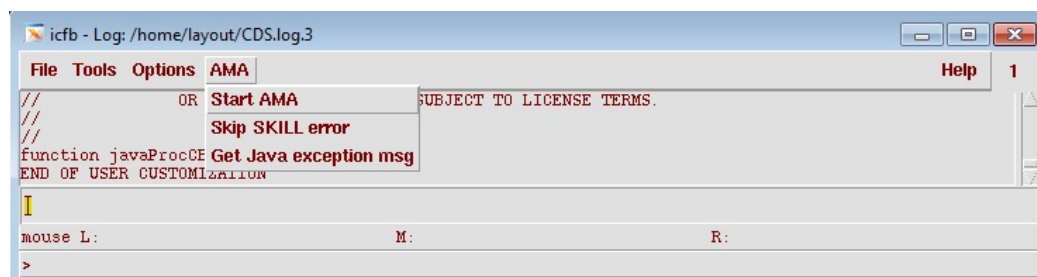 icfb - Log: /home/layout/CDS.log.3
File Tools Options AMA Help 1
// OR SUBJECT TO LICENSE TERMS.
//
//
function javaProcCE
END OF USER CUSTOMIZATION
Start AMA
Skip SKILL error
Get Java exception msg
mouse L: M: R:
>